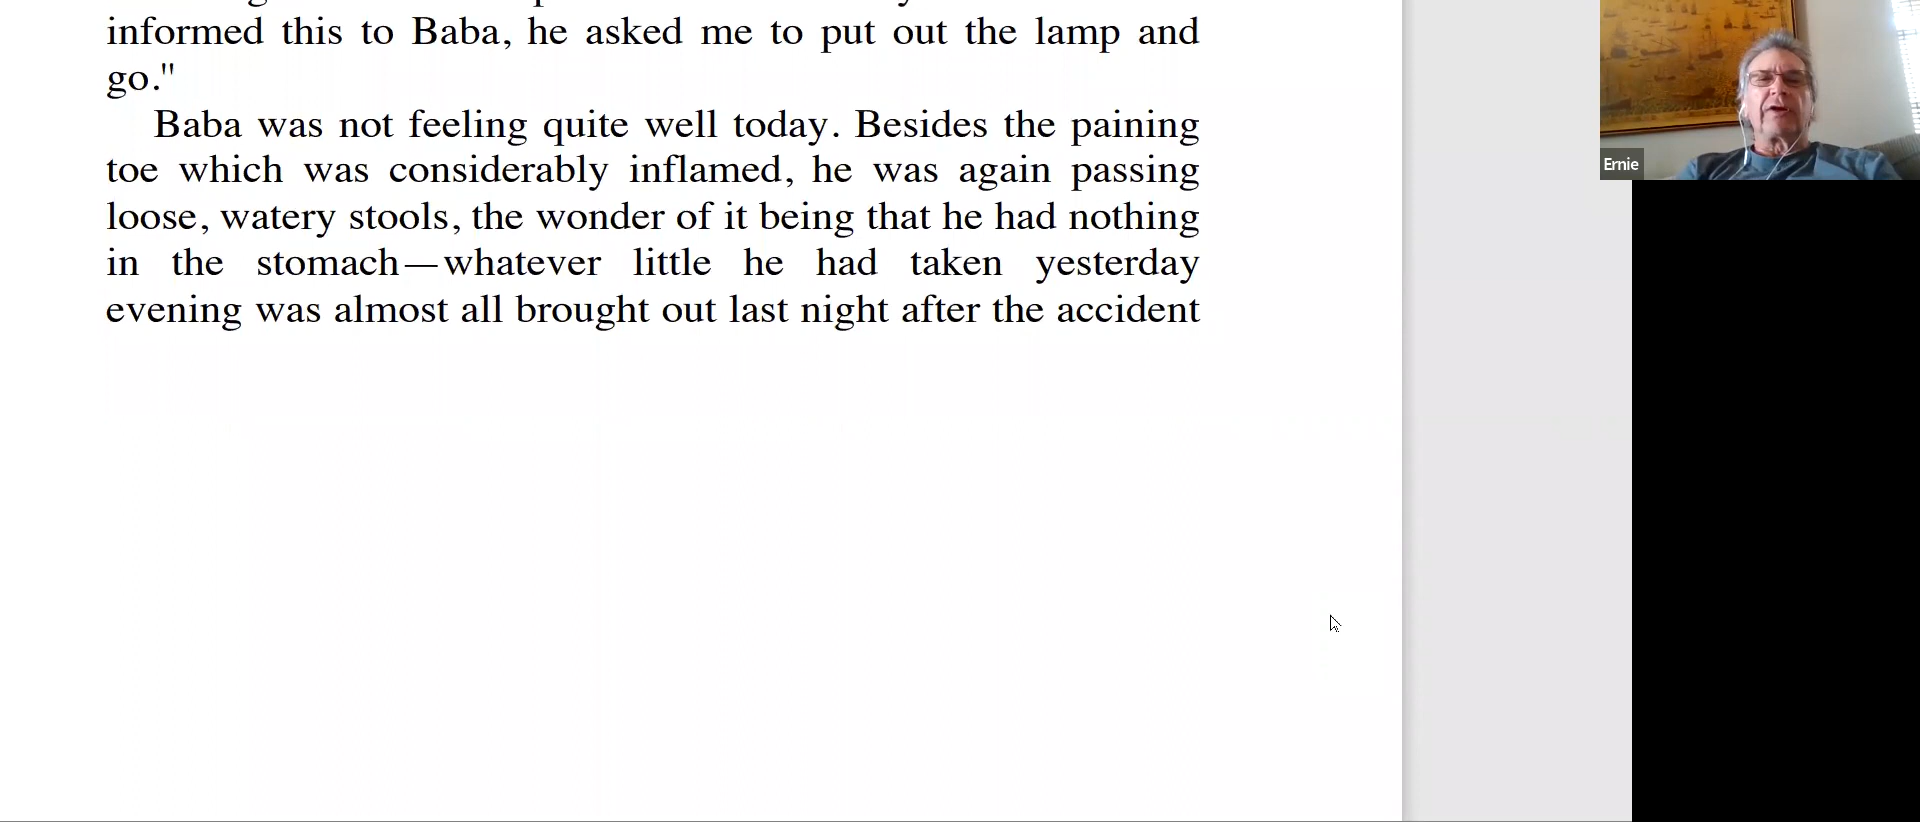 informed this to Baba, he asked me to put out the lamp and
go."
Baba was not feeling quite well today. Besides the paining
toe which was considerably inflamed, he was again passing
loose, watery stools, the wonder of it being that he had nothing
in the stomach—whatever little he had taken yesterday
evening was almost all brought out last night after the accident
Ernie